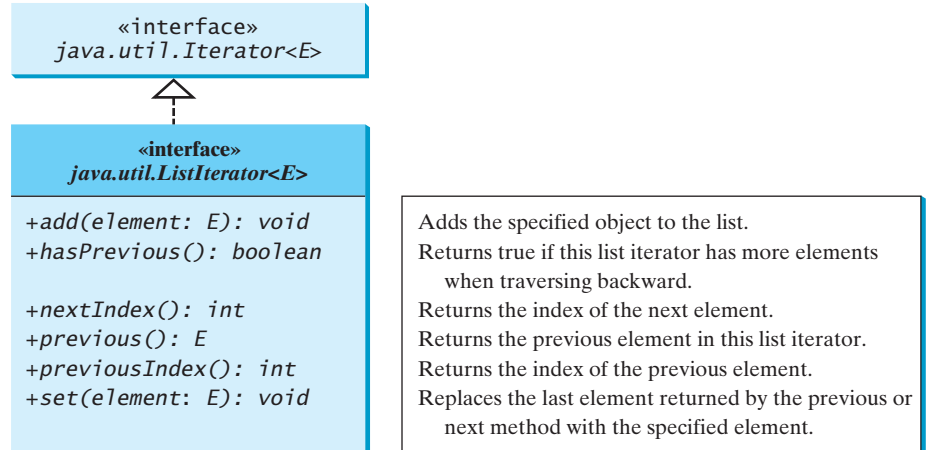 «interface»
java.util.Iterator<E>
«interface»
java.util.ListIterator<E>
+add(element: E): void
+hasPrevious(): boolean
+nextIndex(): int
+previous(): E
+previousIndex(): int
+set(element: E): void
Adds the specified object to the list.
Returns true if this list iterator has more elements
when traversing backward.
Returns the index of the next element.
Returns the previous element in this list iterator.
Returns the index of the previous element.
Replaces the last element returned by the previous or
next method with the specified element.